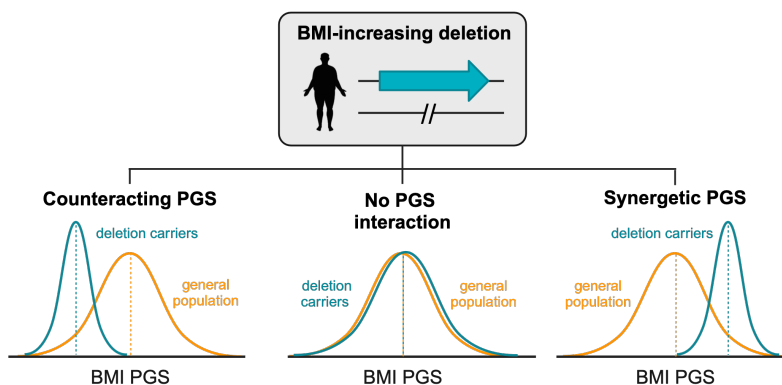 BMI-increasing deletion
Counteracting PGS
deletion carriers
general
population
BMI PGS
No PGS
interaction
deletion
carriers
general
population
BMI PGS
Synergetic PGS
deletion carriers
general
population
BMI PGS